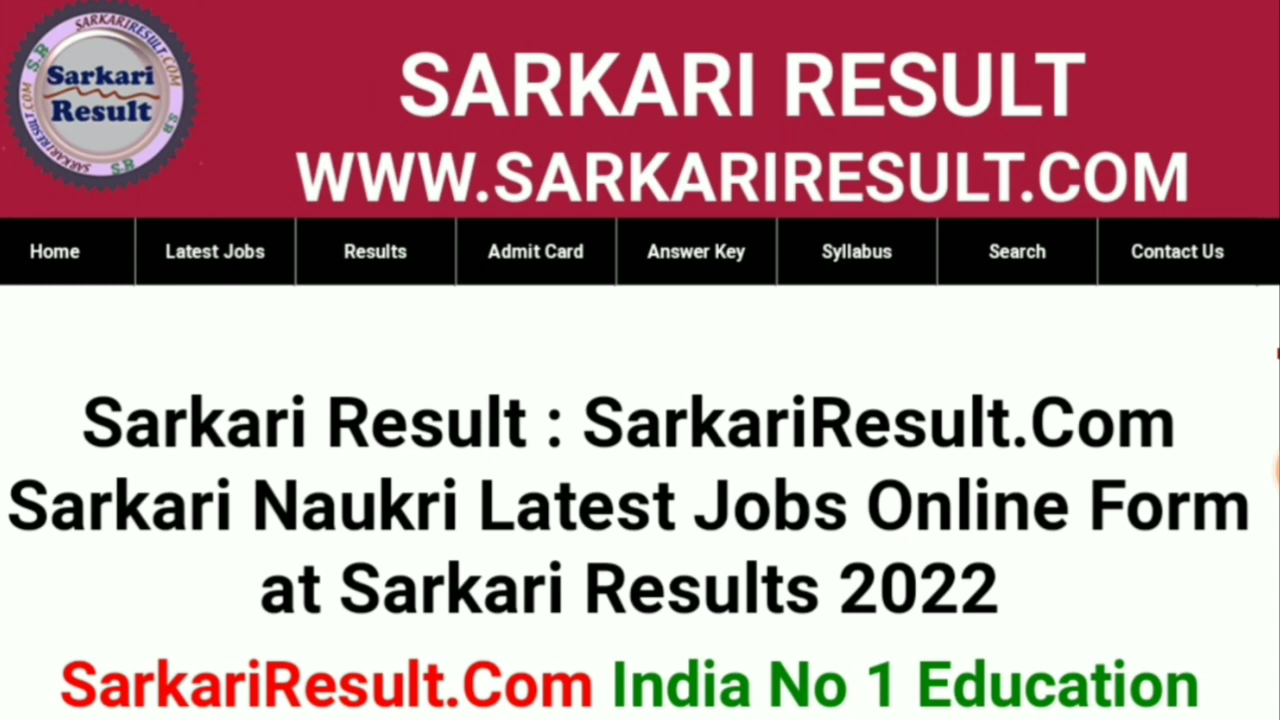 SARKARIRESULT.COM
S.R
Sarkari
Result
SARKARI RESULT
WWW.SARKARIRESULT.COM
Home Latest Jobs Results Admit Card Answer Key Syllabus Search Contact Us
Sarkari Result : SarkariResult.Com
Sarkari Naukri Latest Jobs Online Form
at Sarkari Results 2022
SarkariResult.Com India No 1 Education